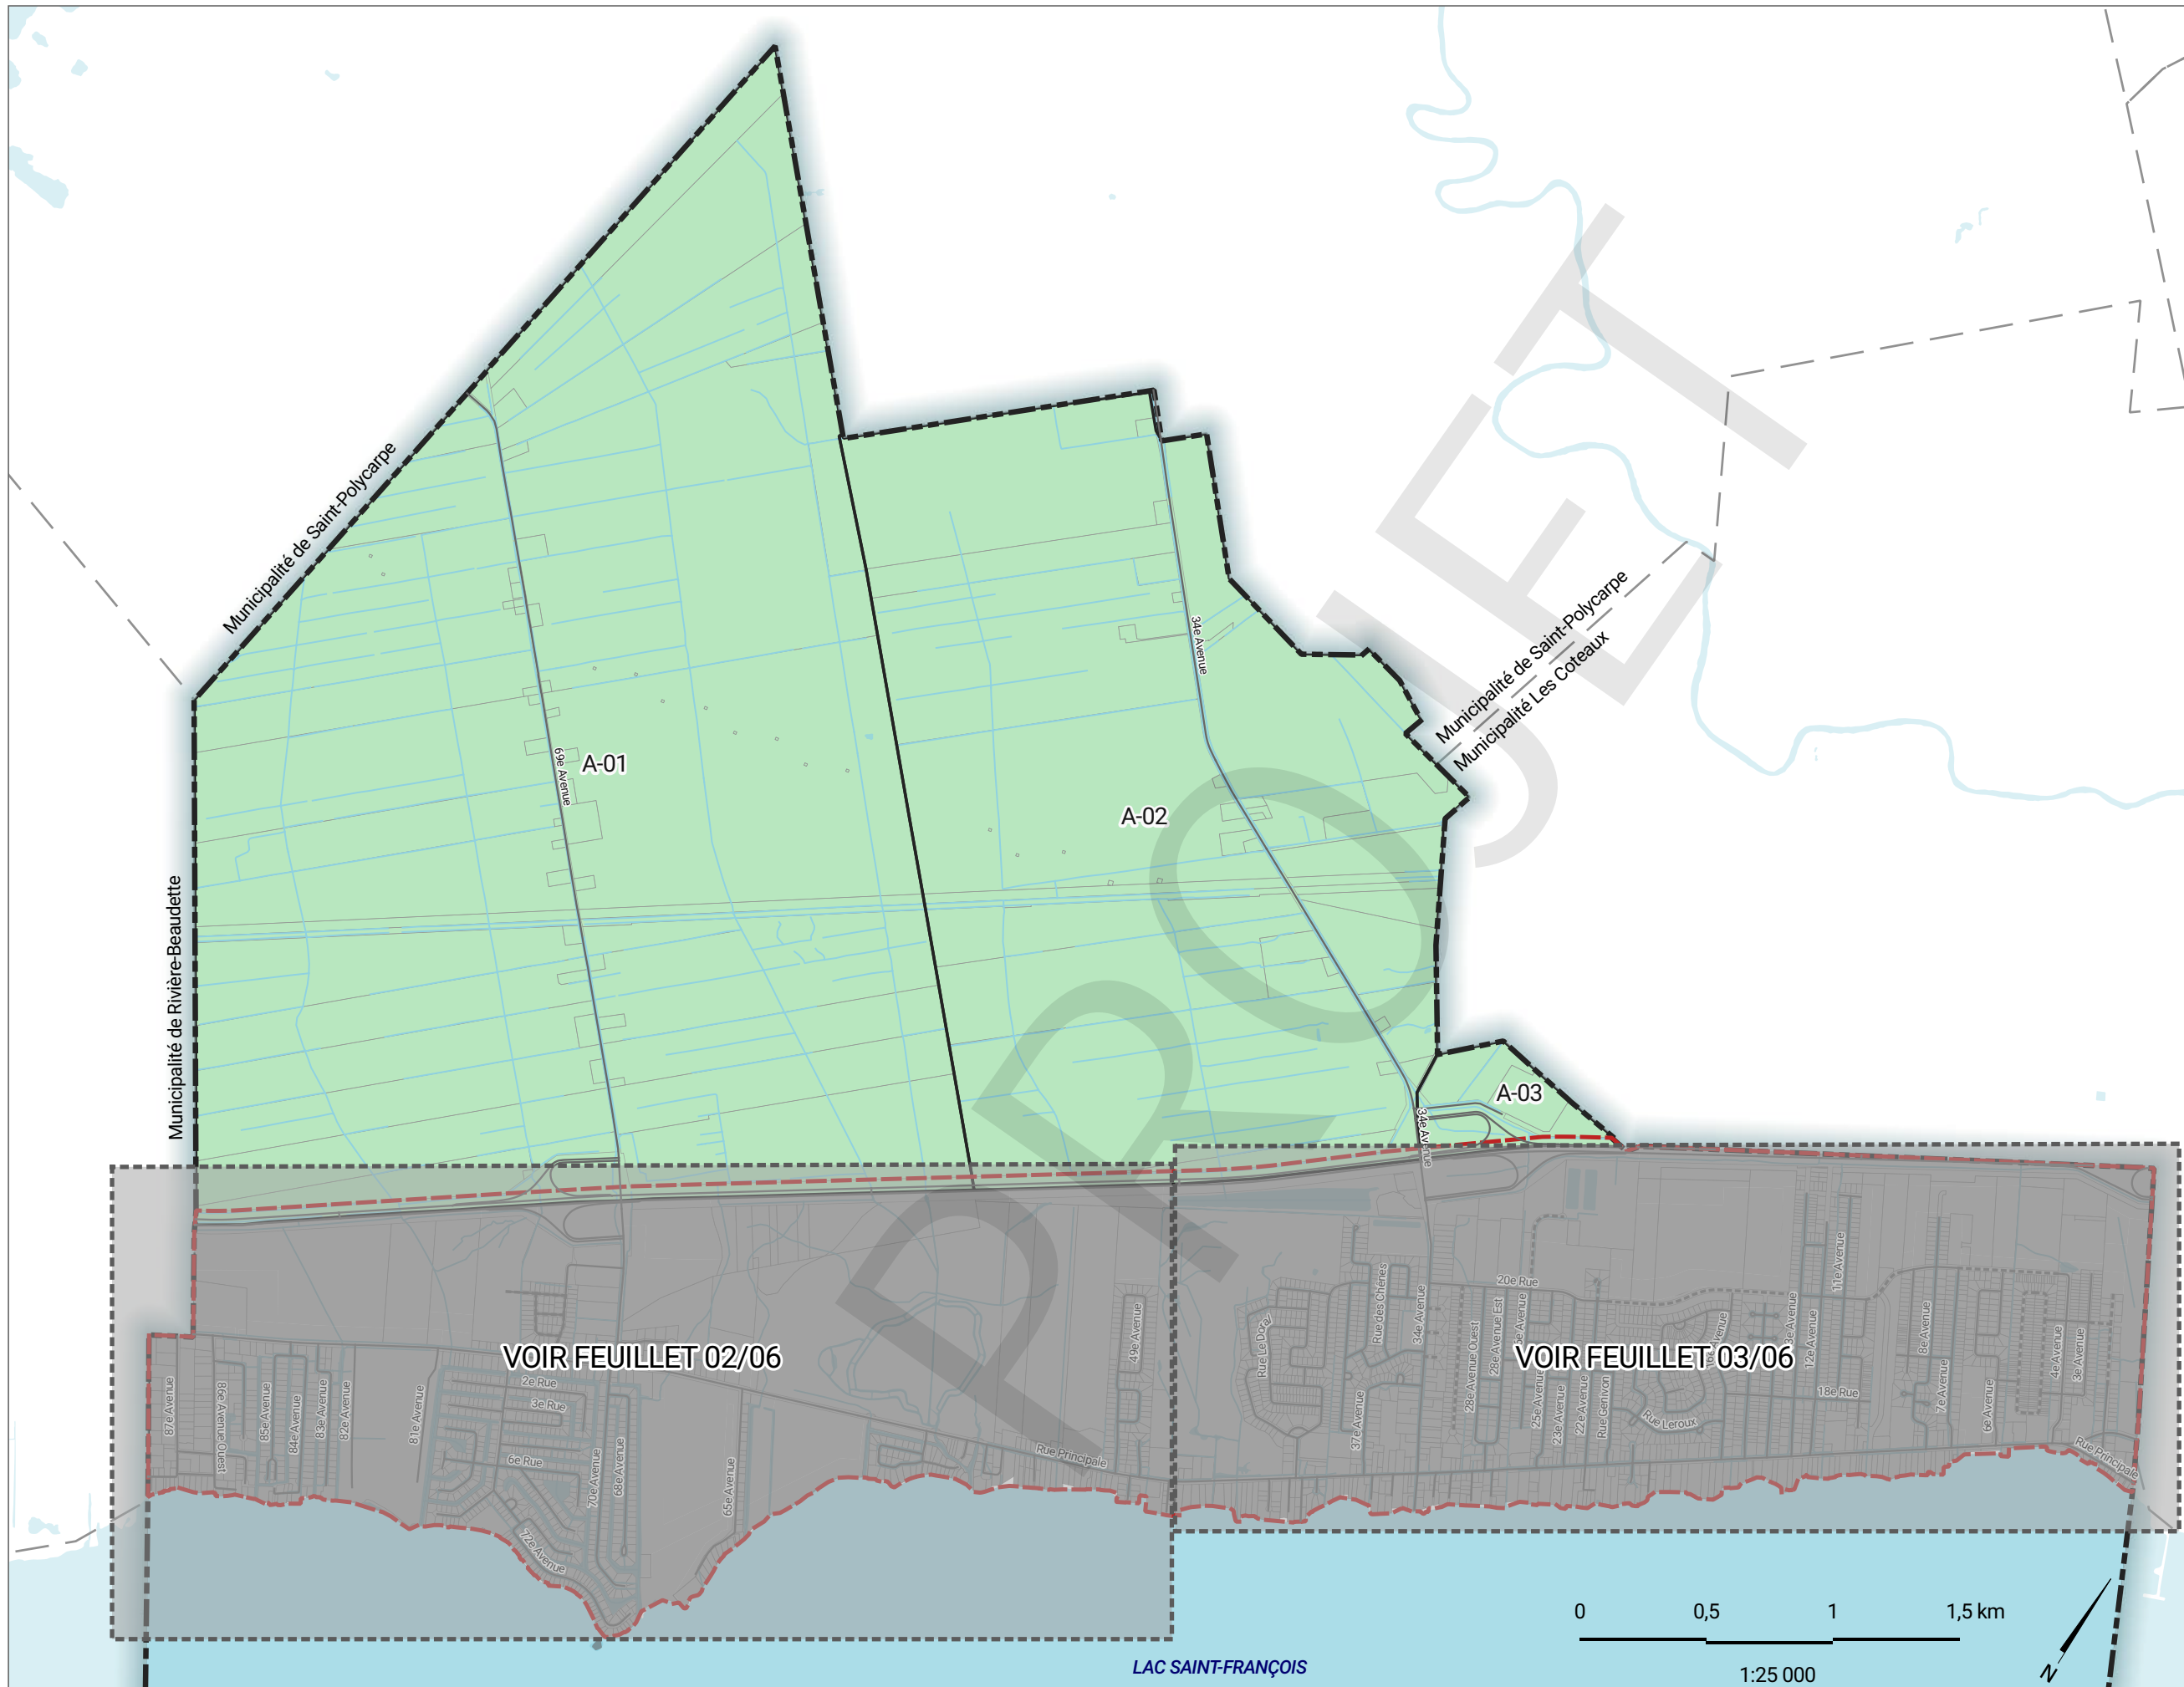 Municipalité de Saint-Polycarpe
Municipalité de Rivière-Beaudette
Municipalité de Saint-Polycarpe
Municipalité Les Coteaux
69e Avenue
A-01
34e Avenue
A-02
A-03
34e Avenue
PROJET
VOIR FEUILLET 02/06
87e Avenue
86e Avenue Ouest
85e Avenue
84e Avenue
83e Avenue
82e Avenue
81e Avenue
2e Rue
3e Rue
6e Rue
70e Avenue
68e Avenue
72e Avenue
65e Avenue
Rue Principale
49e Avenue
VOIR FEUILLET 03/06
Rue Le Doral
Rue des Chênes
37e Avenue
34e Avenue
20e Rue
28e Avenue Ouest
28e Avenue Est
25e Avenue
23e Avenue
22e Avenue
Rue Génivon
Rue Leroux
12e Avenue
11e Avenue
18e Rue
8e Avenue
7e Avenue
6e Avenue
4e Avenue
3e Avenue
Rue Principale
LAC SAINT-FRANÇOIS
0 0,5 1 1,5 km
1:25 000
N